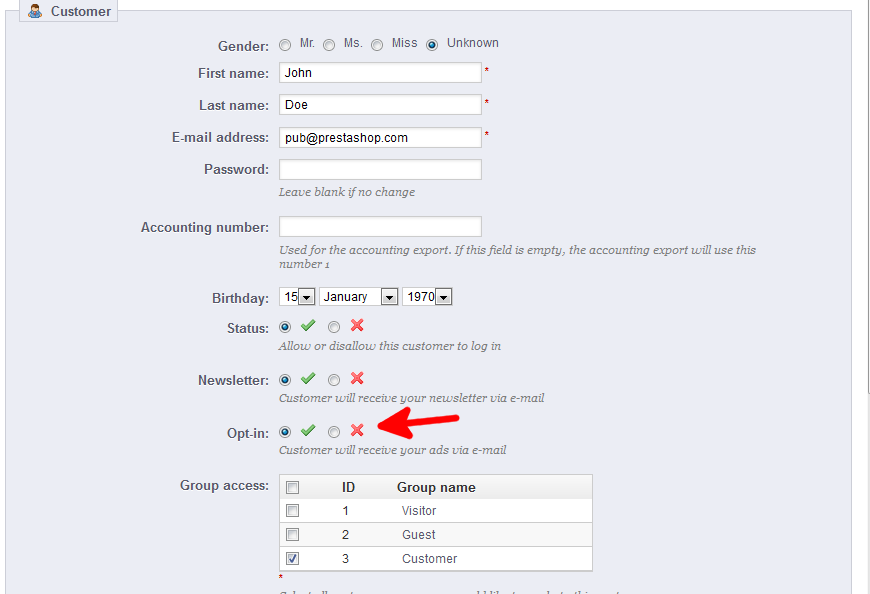 Customer
Gender: Mr. Ms. Miss Unknown
First name: John *
Last name: Doe *
E-mail address: pub@prestashop.com *
Password:
Leave blank if no change
Accounting number:
Used for the accounting export. If this field is empty, the accounting export will use this
number 1
Birthday: 15 January 1970
Status:
Allow or disallow this customer to log in
Newsletter:
Customer will receive your newsletter via e-mail
Opt-in:
Customer will receive your ads via e-mail
Group access: ID Group name
1 Visitor
2 Guest
3 Customer
*